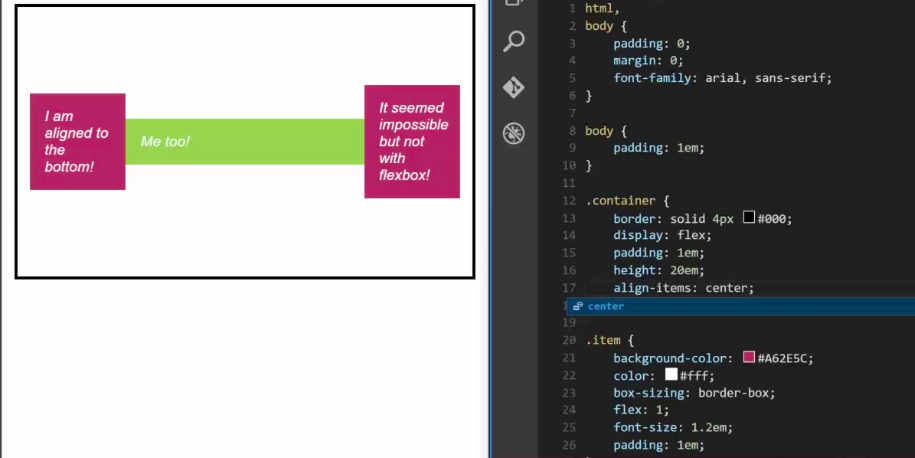 I am
aligned to
the
bottom!
Me too!
It seemed
impossible
but not
with
flexbox!
1 html,
2 body {
3 padding: 0;
4 margin: 0;
5 font-family: arial, sans-serif;
6 }
7
8 body {
9 padding: 1em;
10 }
11
12 .container {
13 border: solid 4px #000;
14 display: flex;
15 padding: 1em;
16 height: 20em;
17 align-items: center;
center
19
20 .item {
21 background-color: #A62E5C;
22 color: #fff;
23 box-sizing: border-box;
24 flex: 1;
25 font-size: 1.2em;
26 padding: 1em;